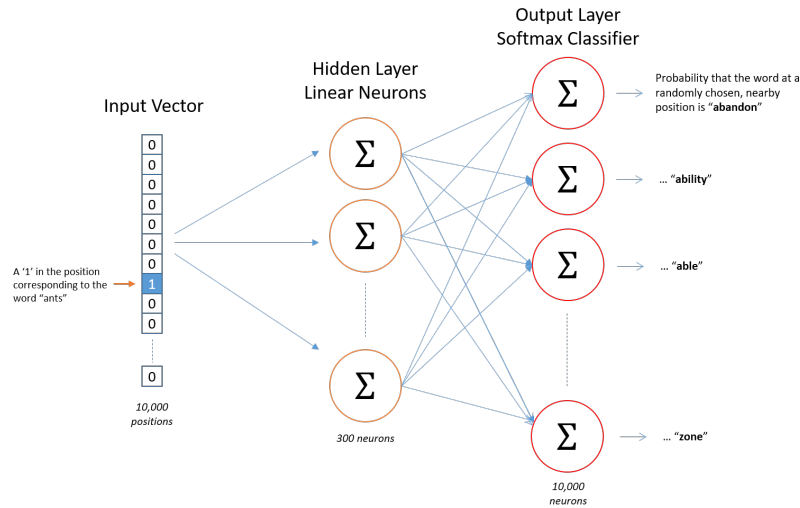 Output Layer
Softmax Classifier
Hidden Layer
Linear Neurons
Input Vector
0
0
0
0
0
0
0
1
0
0
0
A ‘1’ in the position
corresponding to the
word “ants”
10,000
positions
Σ
Σ
Σ
300 neurons
Σ
Σ
Σ
Σ
10,000
neurons
Probability that the word at a
randomly chosen, nearby
position is “abandon”
… “ability”
… “able”
… “zone”